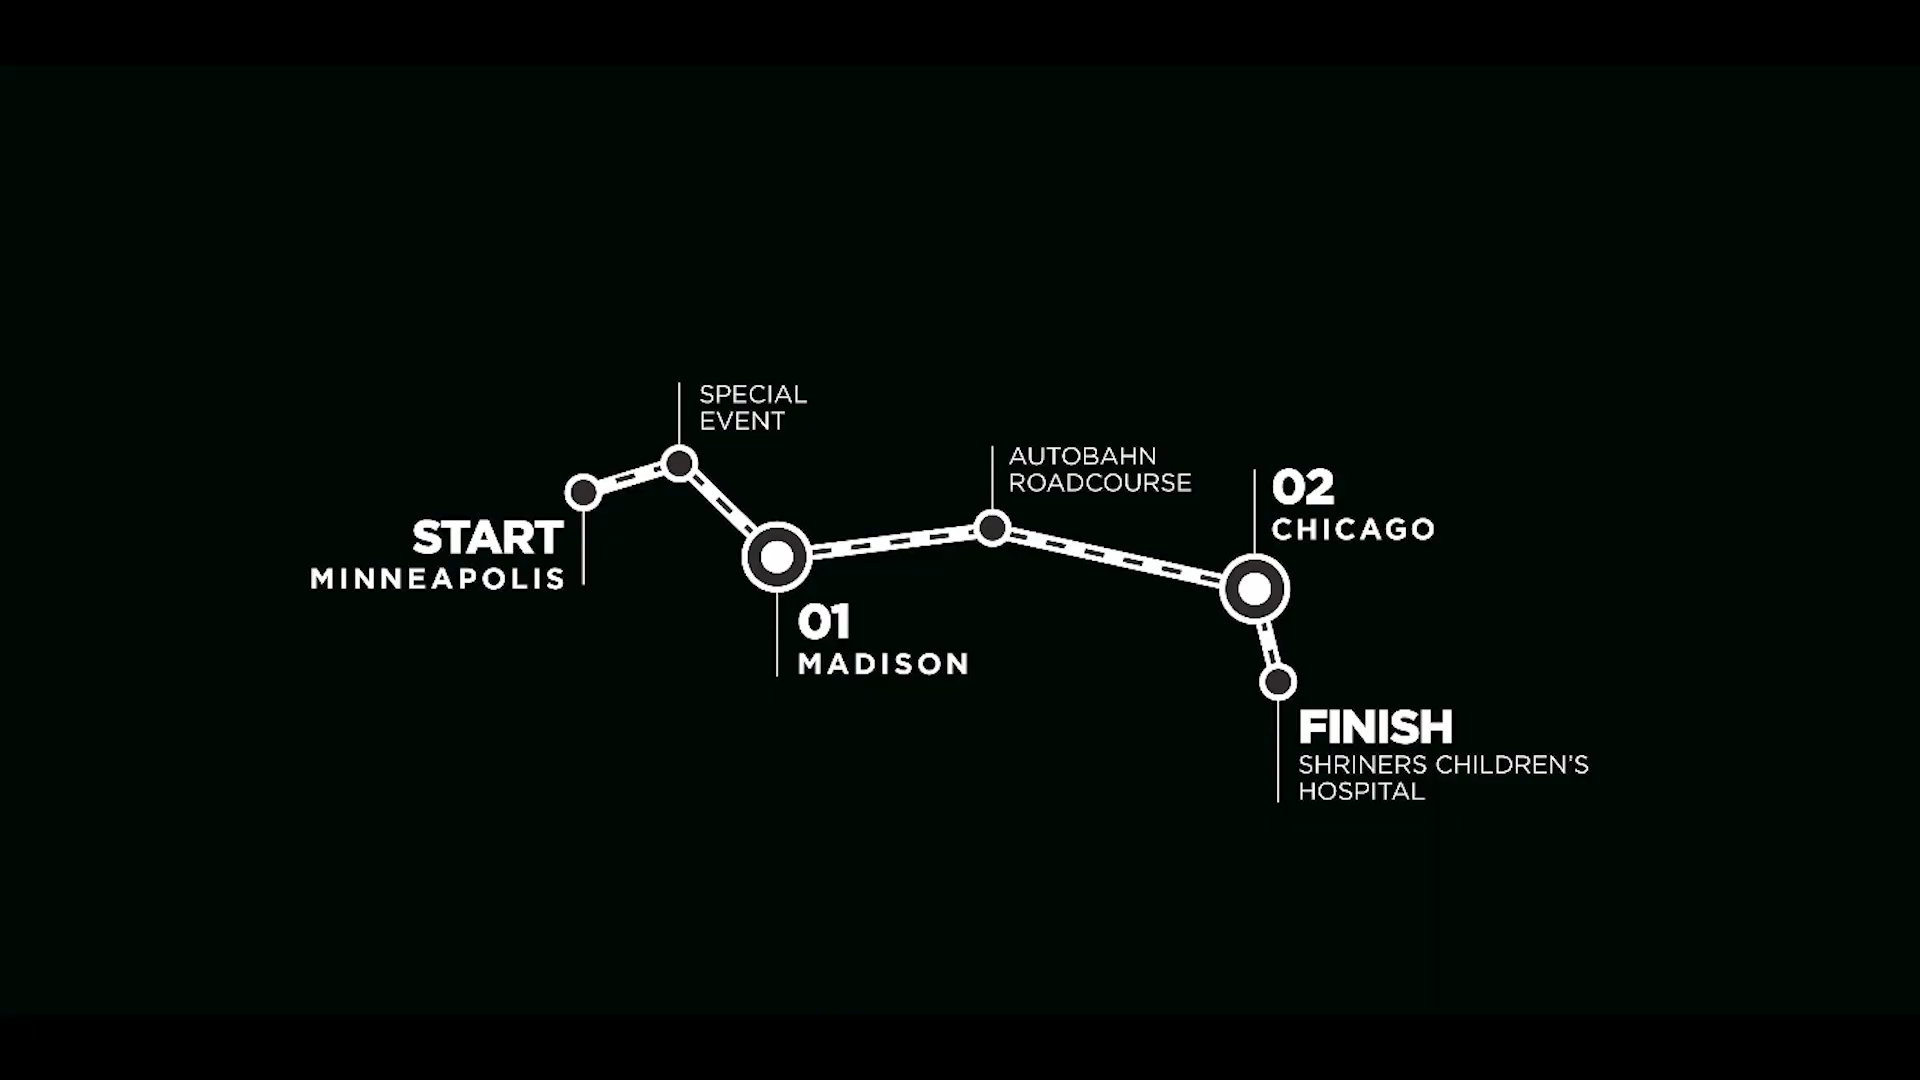 START
MINNEAPOLIS
SPECIAL
EVENT
01
MADISON
AUTOBAHN
ROADCOURSE
02
CHICAGO
FINISH
SHRINERS CHILDREN'S
HOSPITAL